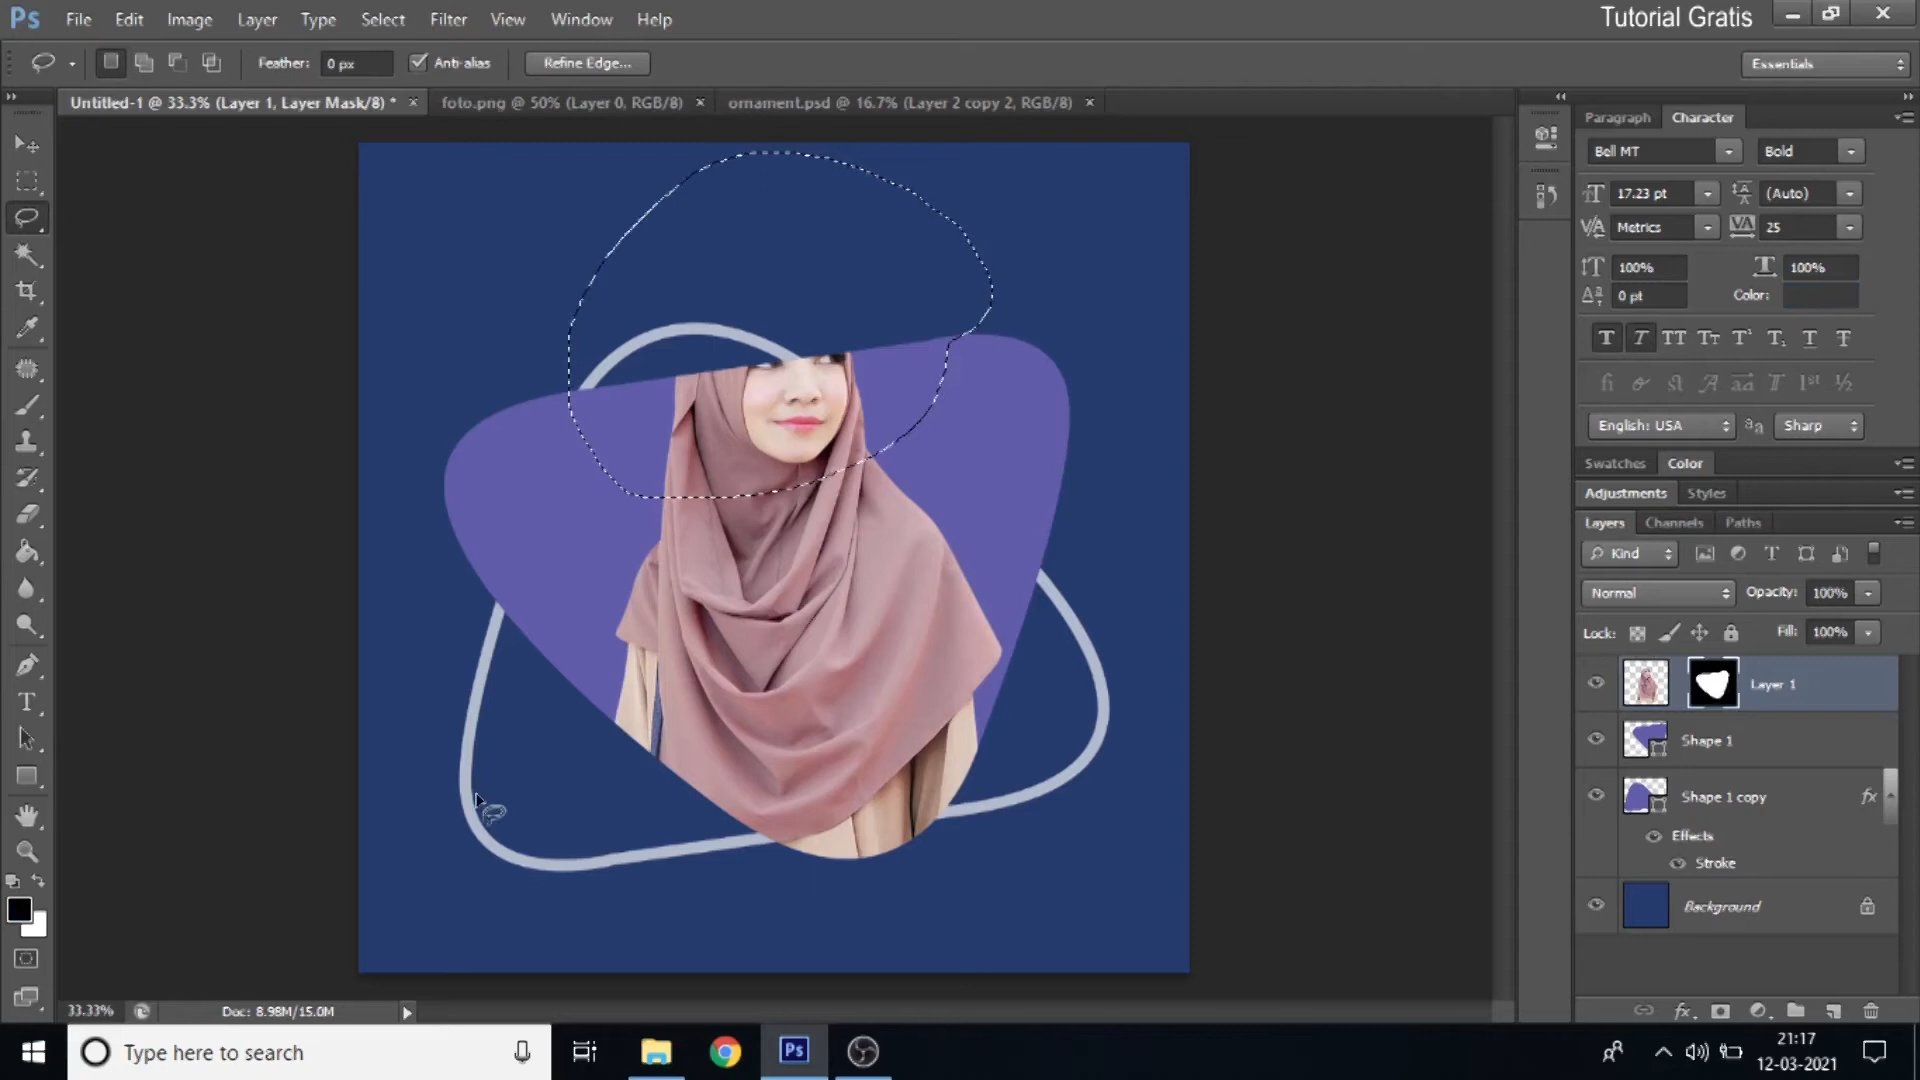 Ps File Edit Image Layer Type Select Filter View Window Help Tutorial Gratis
Feather: 0 px Anti-alias Refine Edge... Essentials
Untitled-1 @ 33.3% (Layer 1, Layer Mask/8) * × foto.png @ 50% (Layer 0, RGB/8) × ornament.psd @ 16.7% (Layer 2 copy 2, RGB/8) ×
Paragraph Character
Bell MT Bold
17.23 pt (Auto)
Metrics 25
100% 100%
0 pt Color:
English: USA Sharp
Swatches Color
Adjustments Styles
Layers Channels Paths
Kind
Normal Opacity: 100%
Lock: Fill: 100%
Layer 1
Shape 1
Shape 1 copy fx
Effects
Stroke
Background
33.33% Doc: 8.98M/15.0M
Type here to search
Ps
21:17
12-03-2021